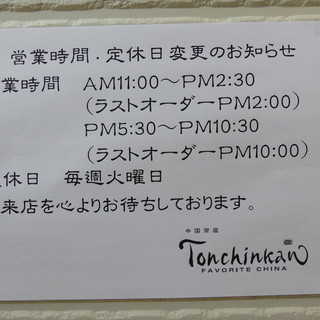 営業時間．定休日変更のお知らせ
業時間　AM11:00～PM2:30
（ラストオーダーPM2:00）
PM5:30～PM10:30
（ラストオーダーPM10:00）
休日　毎週火曜日
来店を心よりお待ちしております。
中国菜屋
Tonchinkan
FAVORITE CHINA